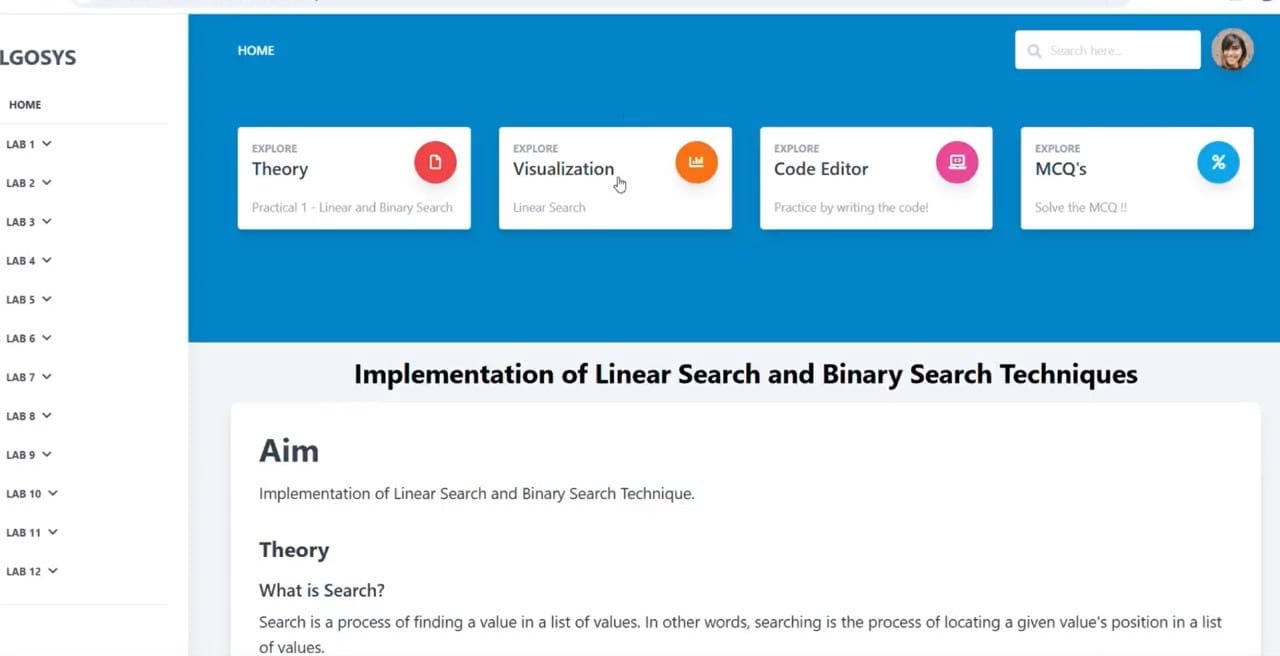 LGOSYS
HOME
LAB 1
LAB 2
LAB 3
LAB 4
LAB 5
LAB 6
LAB 7
LAB 8
LAB 9
LAB 10
LAB 11
LAB 12
HOME
Search here...
EXPLORE
Theory
Practical 1 - Linear and Binary Search
EXPLORE
Visualization
Linear Search
EXPLORE
Code Editor
Practice by writing the code!
EXPLORE
MCQ's
Solve the MCQ !!
Implementation of Linear Search and Binary Search Techniques
Aim
Implementation of Linear Search and Binary Search Technique.
Theory
What is Search?
Search is a process of finding a value in a list of values. In other words, searching is the process of locating a given value's position in a list
of values.